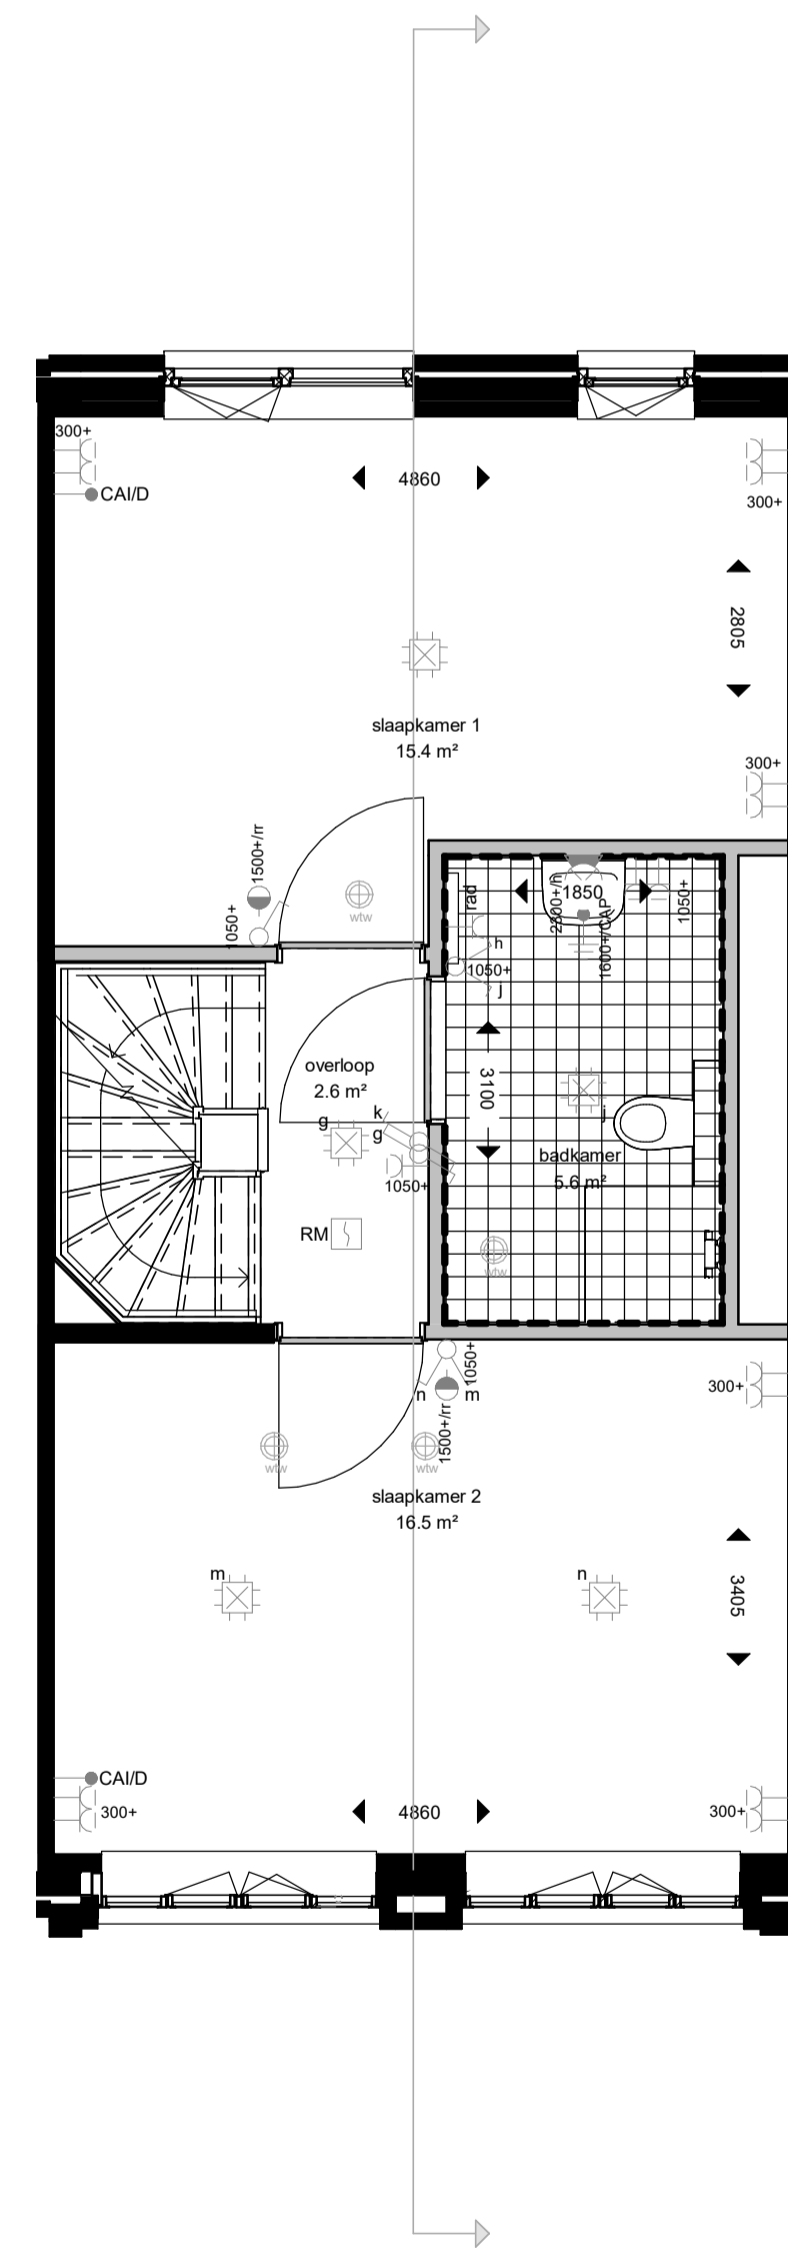 300+
CAI/D
4860
300+
2805
slaapkamer 1
15.4 m²
300+
1500+/rr
1050+
wtw
rad
2300+/h
1850
1600+/CAP
1050+
h
1050+
j
overloop
2.6 m²
3100
g
k
g
1050+
badkamer
5.6 m²
RM
wtw
1050+
n
m
1500+/rr
300+
wtw
wtw
slaapkamer 2
16.5 m²
m
n
3405
CAI/D
300+
4860
300+